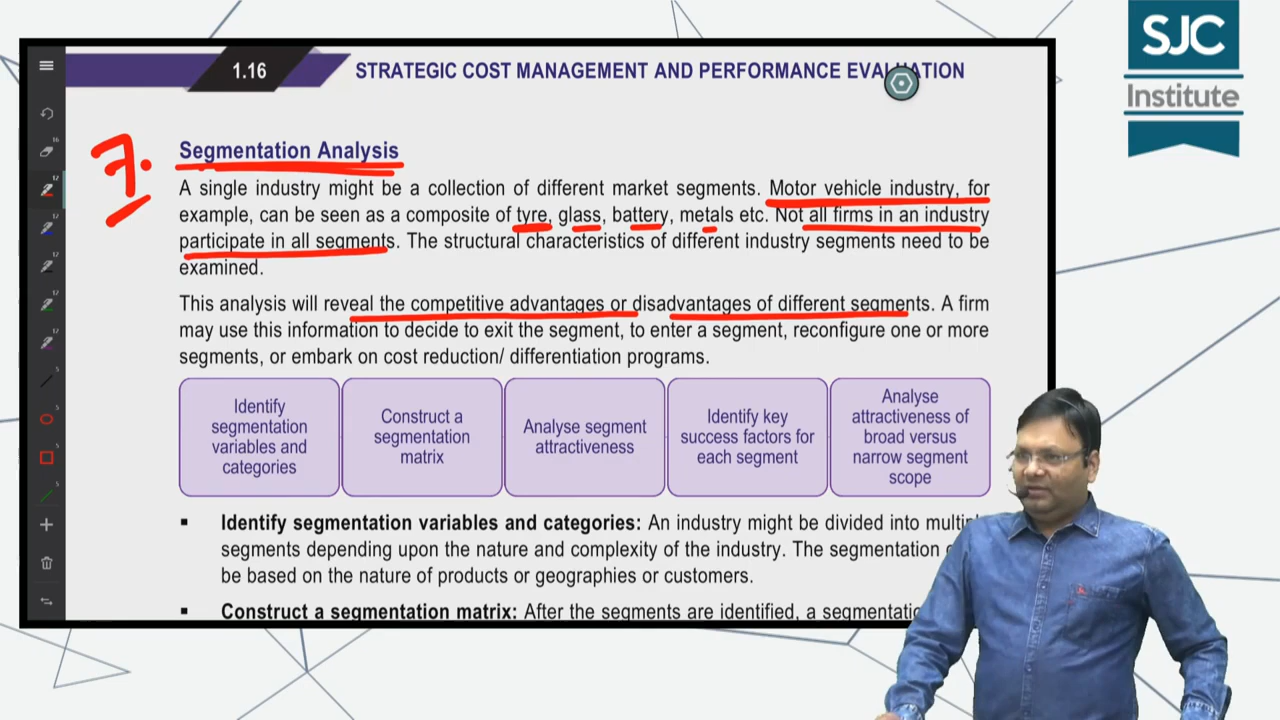 SJC
Institute
1.16
STRATEGIC COST MANAGEMENT AND PERFORMANCE EVALUATION
7.
Segmentation Analysis
A single industry might be a collection of different market segments. Motor vehicle industry, for
example, can be seen as a composite of tyre, glass, battery, metals etc. Not all firms in an industry
participate in all segments. The structural characteristics of different industry segments need to be
examined.
This analysis will reveal the competitive advantages or disadvantages of different segments. A firm
may use this information to decide to exit the segment, to enter a segment, reconfigure one or more
segments, or embark on cost reduction/ differentiation programs.
Identify
segmentation
variables and
categories
Construct a
segmentation
matrix
Analyse segment
attractiveness
Identify key
success factors for
each segment
Analyse
attractiveness of
broad versus
narrow segment
scope
▪ Identify segmentation variables and categories: An industry might be divided into
segments depending upon the nature and complexity of the industry. The segmentation
be based on the nature of products or geographies or customers.
▪ Construct a segmentation matrix: After the segments are identified, a